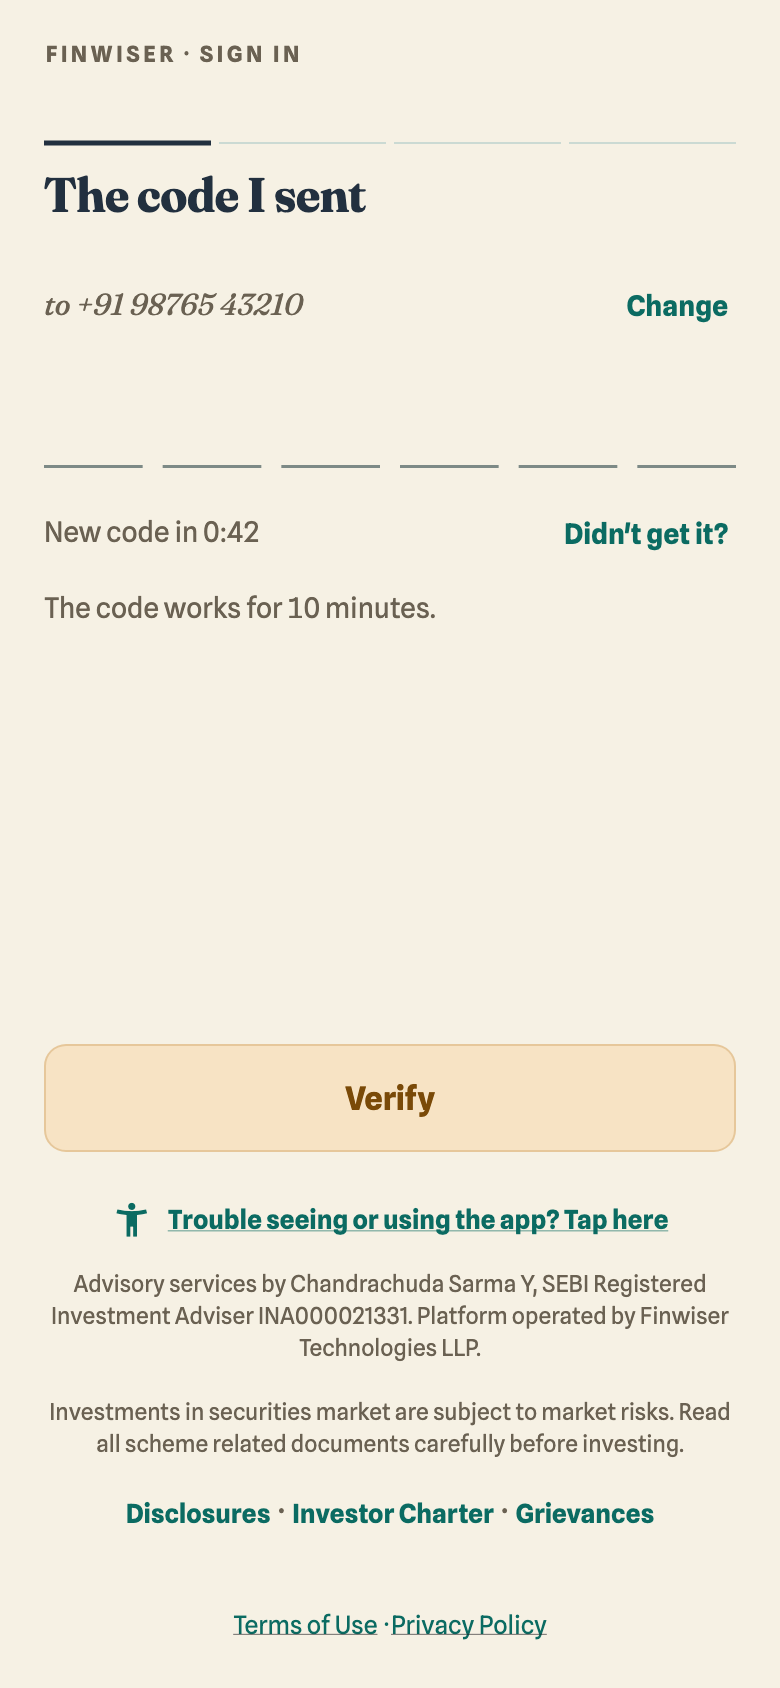 FINWISER · SIGN IN
The code I sent
to +91 98765 43210
Change
New code in 0:42
Didn't get it?
The code works for 10 minutes.
Verify
Trouble seeing or using the app? Tap here
Advisory services by Chandrachuda Sarma Y, SEBI Registered
Investment Adviser INA000021331. Platform operated by Finwiser
Technologies LLP.
Investments in securities market are subject to market risks. Read
all scheme related documents carefully before investing.
Disclosures · Investor Charter · Grievances
Terms of Use · Privacy Policy